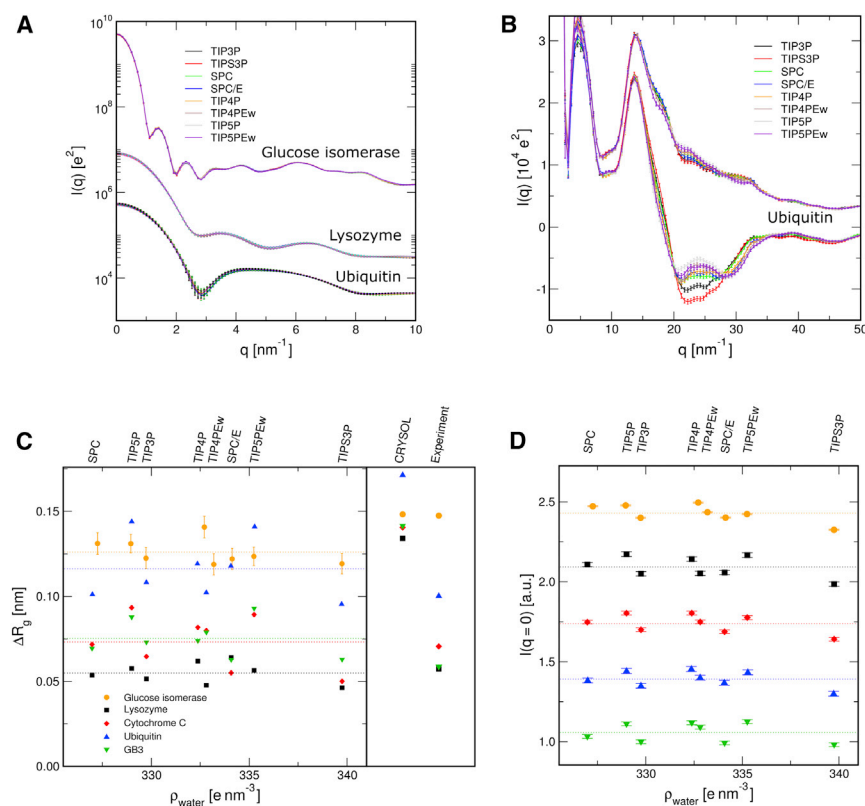 A
B
10^10
10^8
10^6
10^4
I(q) [e^2]
TIP3P
TIPS3P
SPC
SPC/E
TIP4P
TIP4PEw
TIP5P
TIP5PEw
Glucose isomerase
Lysozyme
Ubiquitin
0 2 4 6 8 10
q [nm^-1]
3
2
1
0
-1
I(q) [10^4 e^2]
TIP3P
TIPS3P
SPC
SPC/E
TIP4P
TIP4PEw
TIP5P
TIP5PEw
Ubiquitin
0 10 20 30 40 50
q [nm^-1]
C
SPC TIP5P TIP3P TIP4P TIP4PEw SPC/E TIP5PEw TIPS3P CRYSOL Experiment
0.15
0.10
0.05
0.00
ΔR_g [nm]
Glucose isomerase
Lysozyme
Cytochrome C
Ubiquitin
GB3
330 335 340
ρ_water [e nm^-3]
D
SPC TIP5P TIP3P TIP4P TIP4PEw SPC/E TIP5PEw TIPS3P
2.5
2.0
1.5
1.0
I(q=0) [a.u.]
330 335 340
ρ_water [e nm^-3]